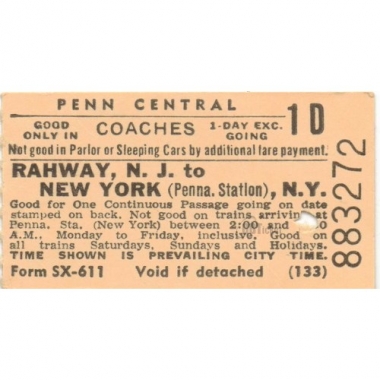 PENN CENTRAL
GOOD ONLY IN COACHES 1-DAY EXC. GOING 1D
Not good in Parlor or Sleeping Cars by additional fare payment.
RAHWAY, N. J. to
NEW YORK (Penna. Station), N.Y.
Good for One Continuous Passage going on date
stamped on back. Not good on trains arriving at
Penna. Sta. (New York) between 2:00 and
A.M., Monday to Friday, inclusive. Good on
all trains Saturdays, Sundays and Holidays.
TIME SHOWN IS PREVAILING CITY TIME.
Form SX-611 Void if detached (133)
883272